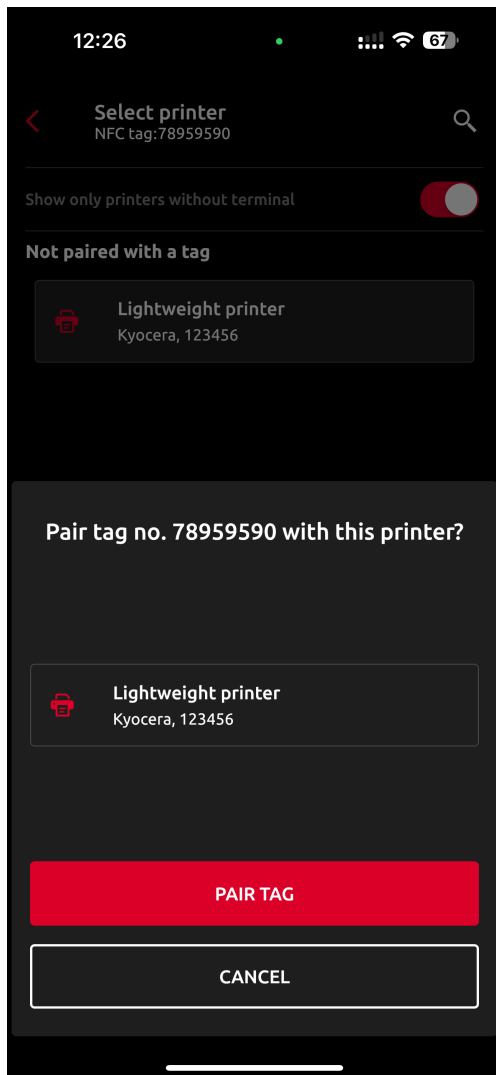 12:26
67
Select printer
NFC tag:78959590
Show only printers without terminal
Not paired with a tag
Lightweight printer
Kyocera, 123456
Pair tag no. 78959590 with this printer?
Lightweight printer
Kyocera, 123456
PAIR TAG
CANCEL